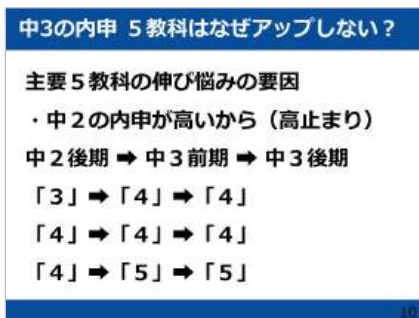 中3の内申 5教科はなぜアップしない？
主要5教科の伸び悩みの要因
・中2の内申が高いから（高止まり）
中2後期 ➡ 中3前期 ➡ 中3後期
「3」➡「4」➡「4」
「4」➡「4」➡「4」
「4」➡「5」➡「5」
10